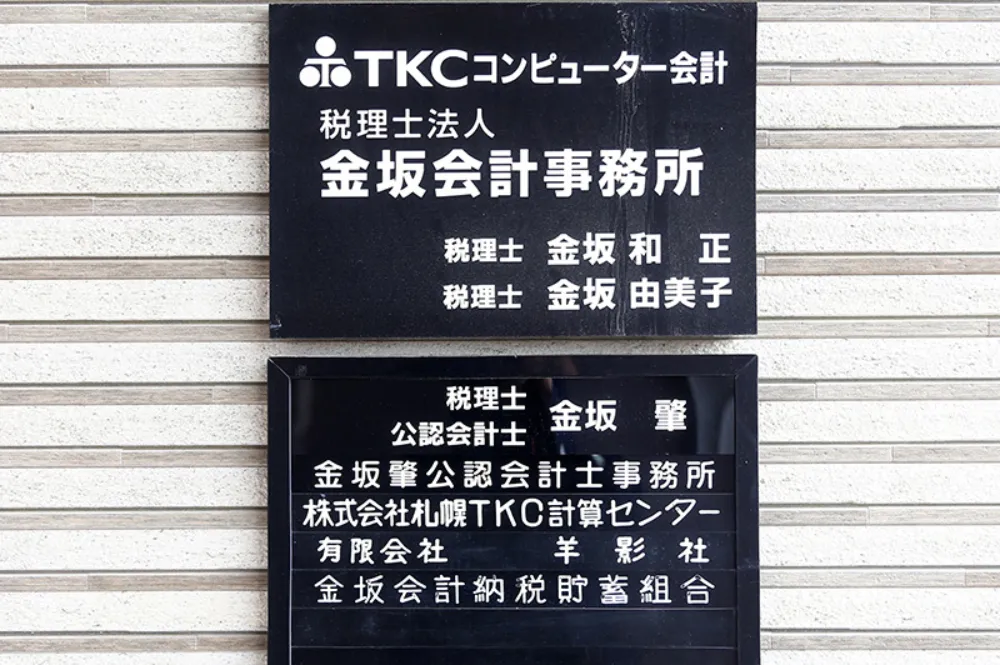 TKCコンピューター会計
税理士法人
金坂会計事務所
税理士 金坂 和 正
税理士 金坂 由美子
税理士
公認会計士 金坂 肇
金坂肇公認会計士事務所
株式会社札幌TKC計算センター
有限会社 羊影社
金坂会計納税貯蓄組合